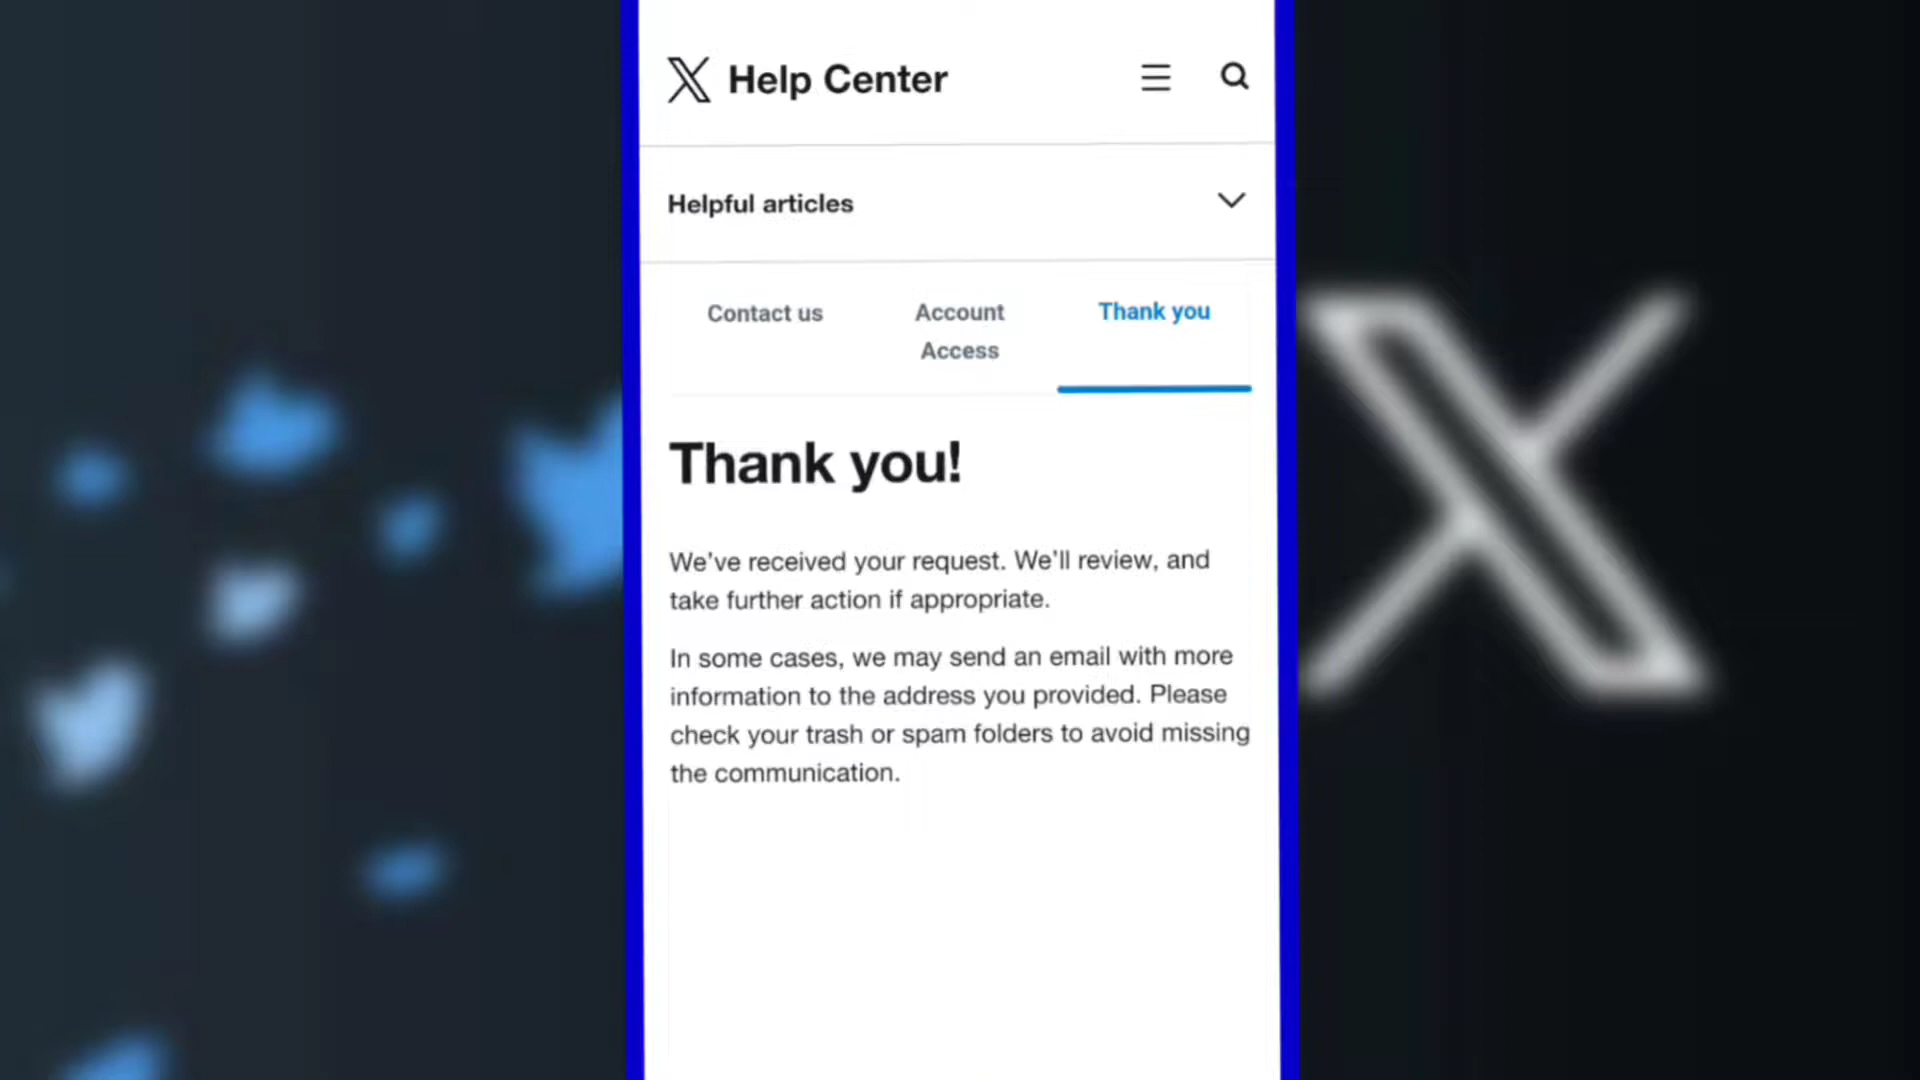 Help Center
Helpful articles
Contact us
Account
Access
Thank you
Thank you!
We've received your request. We'll review, and
take further action if appropriate.
In some cases, we may send an email with more
information to the address you provided. Please
check your trash or spam folders to avoid missing
the communication.